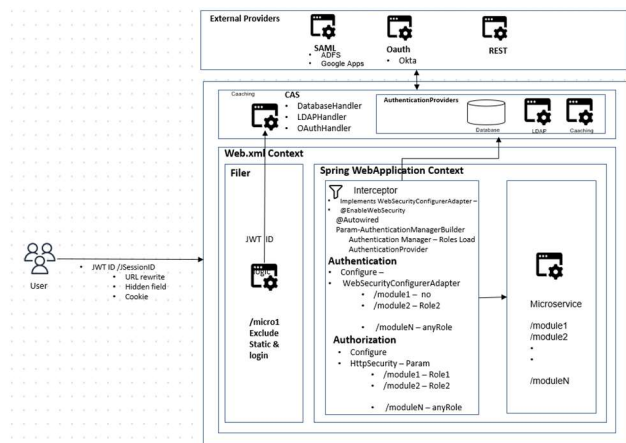 External Providers
SAML
• ADFS
• Google Apps
Oauth
• Okta
REST
Caaching
CAS
• DatabaseHandler
• LDAPHandler
• OAuthHandler
AuthenticationProviders
Database
LDAP
Caaching
Web.xml Context
Filer
JWT ID
logic
/micro1
Exclude
Static &
login
User
• JWT ID /JSessionID
• URL rewrite
• Hidden field
• Cookie
Spring WebApplication Context
Interceptor
• Implements WebSecurityConfigurerAdapter –
• @EnableWebSecurity
@Autowired
Param-AuthenticationManagerBuilder
Authentication Manager – Roles Load
AuthenticationProvider
Authentication
• Configure –
• WebSecurityConfigurerAdapter
• /module1 – no
• /module2 – Role2
• /moduleN – anyRole
Authorization
• Configure
• HttpSecurity – Param
• /module1 – Role1
• /module2 – Role2
• /moduleN – anyRole
Microservice
/module1
/module2
•
•
/moduleN